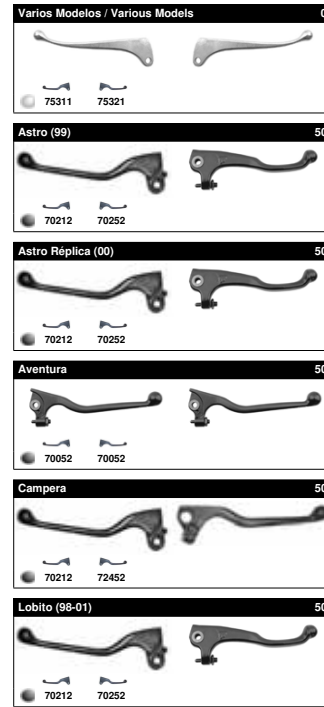 Varios Modelos / Various Models
75311 75321
Astro (99) 50
70212 70252
Astro Réplica (00) 50
70212 70252
Aventura 50
70052 70052
Campera 50
70212 72452
Lobito (98-01) 50
70212 70252